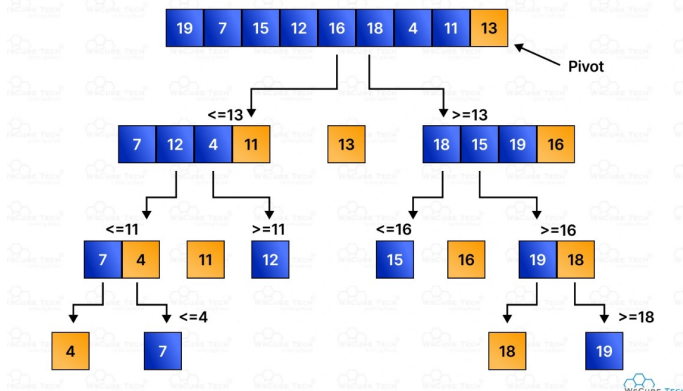 19 7 15 12 16 18 4 11 13
Pivot
<=13 >=13
7 12 4 11 13 18 15 19 16
<=11 >=11 <=16 >=16
7 4 11 12 15 16 19 18
<=4 >=18
4 7 18 19